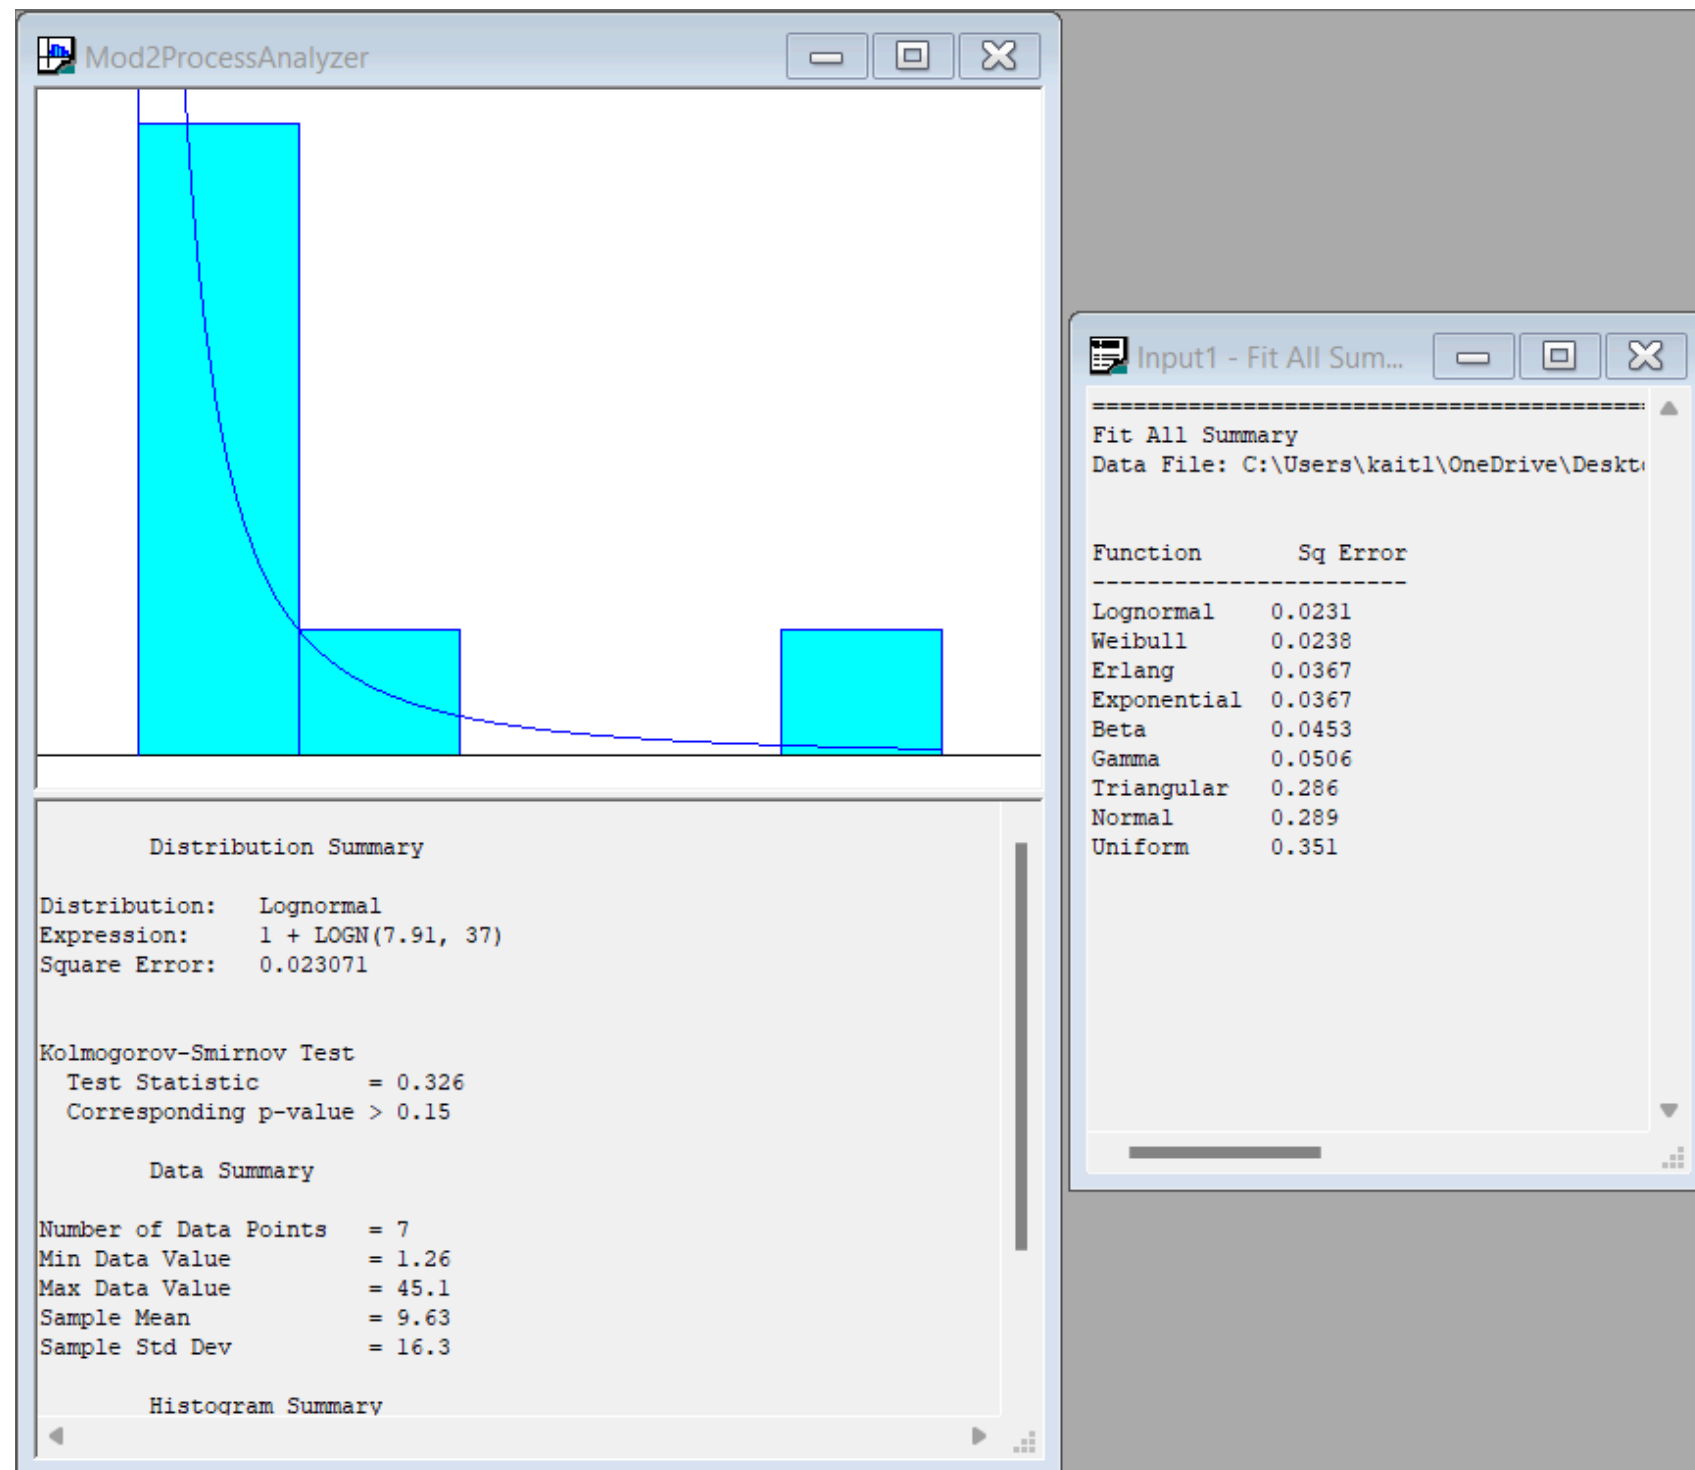 Mod2ProcessAnalyzer
Distribution Summary
Distribution: Lognormal
Expression: 1 + LOGN(7.91, 37)
Square Error: 0.023071
Kolmogorov-Smirnov Test
Test Statistic = 0.326
Corresponding p-value > 0.15
Data Summary
Number of Data Points = 7
Min Data Value = 1.26
Max Data Value = 45.1
Sample Mean = 9.63
Sample Std Dev = 16.3
Histogram Summary
Input1 - Fit All Sum...
========================================
Fit All Summary
Data File: C:\Users\kaitl\OneDrive\Deskto
Function Sq Error
-----------------------
Lognormal 0.0231
Weibull 0.0238
Erlang 0.0367
Exponential 0.0367
Beta 0.0453
Gamma 0.0506
Triangular 0.286
Normal 0.289
Uniform 0.351